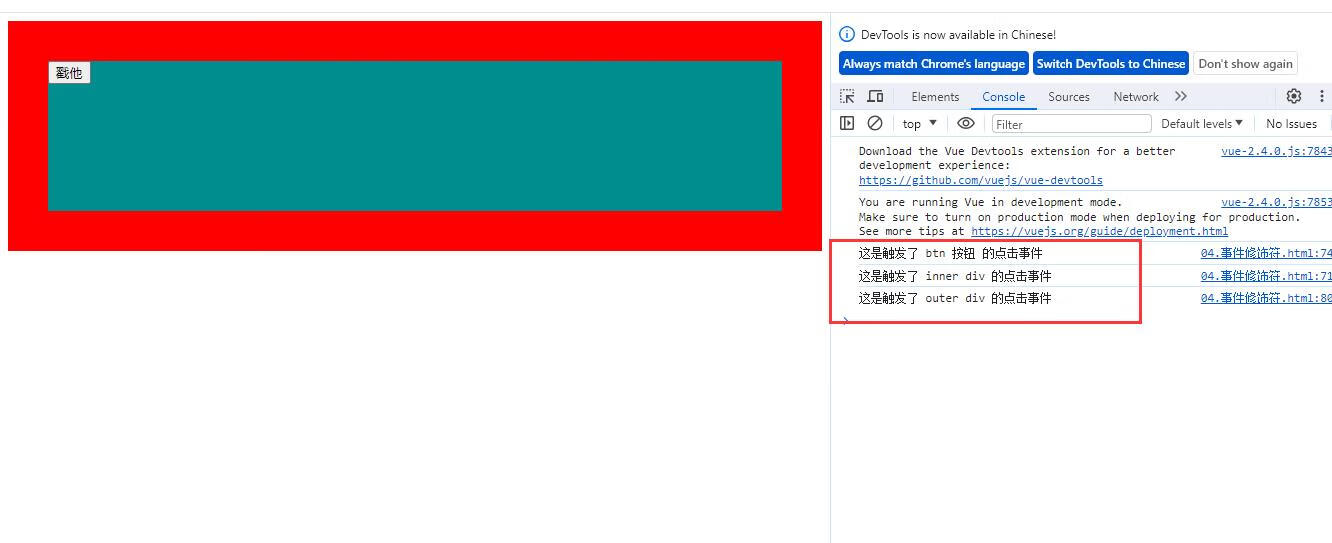 戳他
DevTools is now available in Chinese!
Always match Chrome's language Switch DevTools to Chinese Don't show again
Elements Console Sources Network
top Filter Default levels No Issues
Download the Vue Devtools extension for a better vue-2.4.0.js:7843
development experience:
https://github.com/vuejs/vue-devtools
You are running Vue in development mode. vue-2.4.0.js:7853
Make sure to turn on production mode when deploying for production.
See more tips at https://vuejs.org/guide/deployment.html
这是触发了 btn 按钮 的点击事件 04.事件修饰符.html:74
这是触发了 inner div 的点击事件 04.事件修饰符.html:71
这是触发了 outer div 的点击事件 04.事件修饰符.html:80